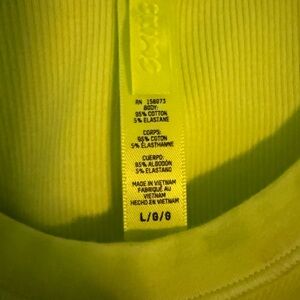 SKIMS
RN 158073
BODY:
95% COTTON
5% ELASTANE
CORPS:
95% COTON
5% ÉLASTHANNE
CUERPO:
95% ALGODÓN
5% ELASTANO
MADE IN VIETNAM
FABRIQUÉ AU
VIETNAM
HECHO EN VIETNAM
L/G/G